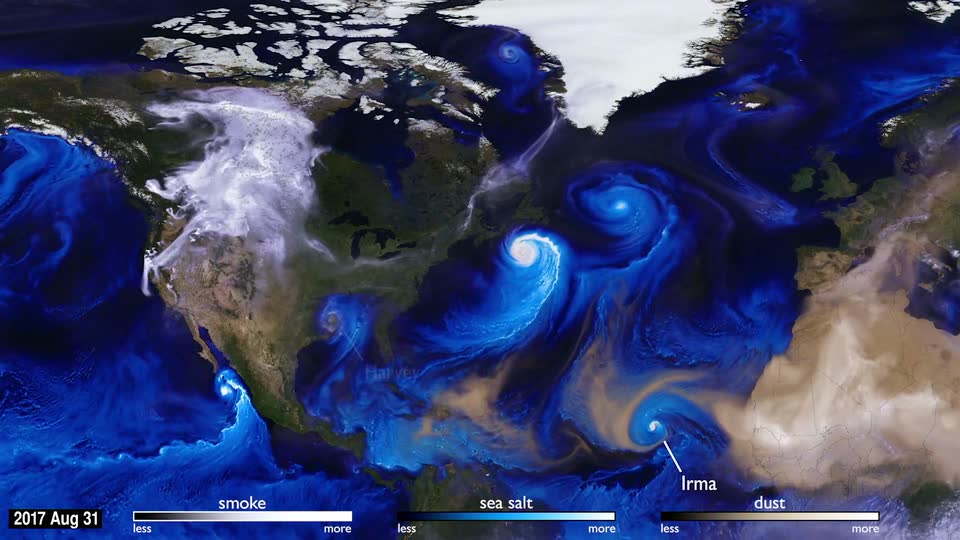 Harvey
Irma
2017 Aug 31
smoke
less more
sea salt
less more
dust
less more